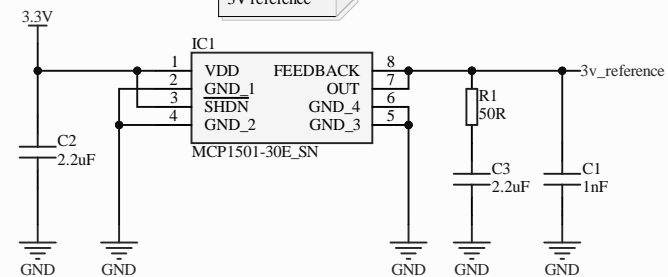 3V reference
3.3V
IC1
1
VDD
FEEDBACK
8
3v_reference
2
GND_1
OUT
7
3
SHDN
GND_4
6
4
GND_2
GND_3
5
MCP1501-30E_SN
C2
2.2uF
R1
50R
C3
2.2uF
C1
1nF
GND
GND
GND
GND
GND